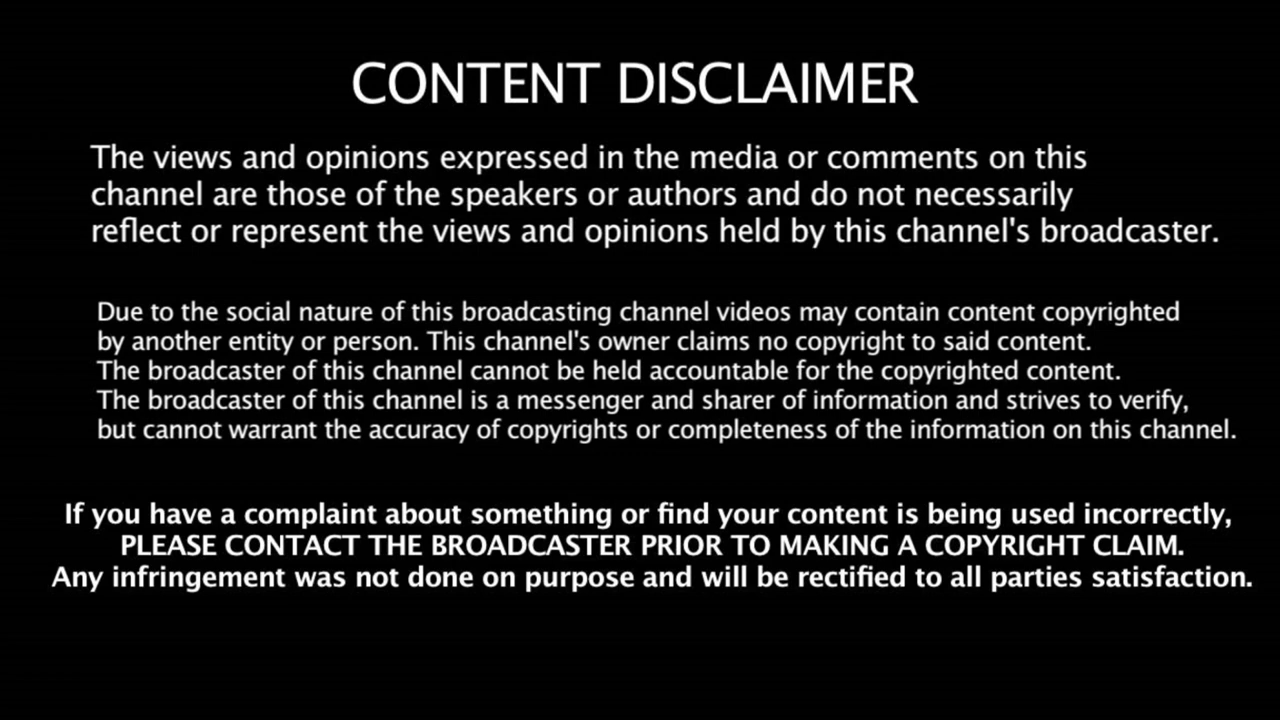 CONTENT DISCLAIMER
The views and opinions expressed in the media or comments on this
channel are those of the speakers or authors and do not necessarily
reflect or represent the views and opinions held by this channel's broadcaster.
Due to the social nature of this broadcasting channel videos may contain content copyrighted
by another entity or person. This channel's owner claims no copyright to said content.
The broadcaster of this channel cannot be held accountable for the copyrighted content.
The broadcaster of this channel is a messenger and sharer of information and strives to verify,
but cannot warrant the accuracy of copyrights or completeness of the information on this channel.
If you have a complaint about something or find your content is being used incorrectly,
PLEASE CONTACT THE BROADCASTER PRIOR TO MAKING A COPYRIGHT CLAIM.
Any infringement was not done on purpose and will be rectified to all parties satisfaction.